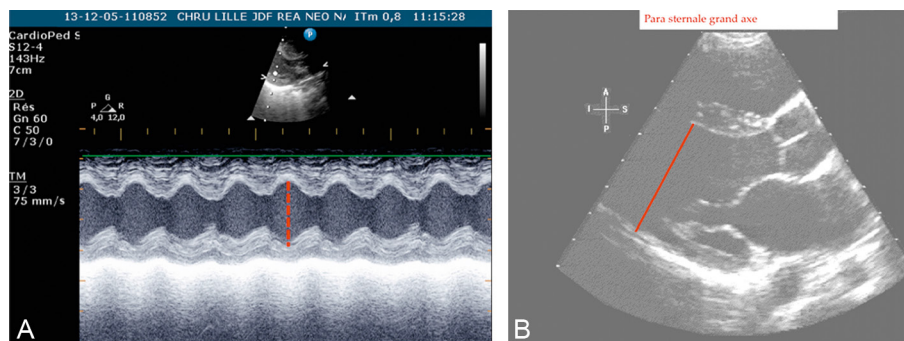 13-12-05-110852 CHRU LILLE JDF REA NEO N/ ITm 0,8 11:15:28
CardioPed S
S12-4
143Hz
7cm
2D
Rés
Gn 60
C 50
7/3/0
TM
3/3
75 mm/s
P
G
P R
4,0 12,0
A
Para sternale grand axe
A
I S
P
B